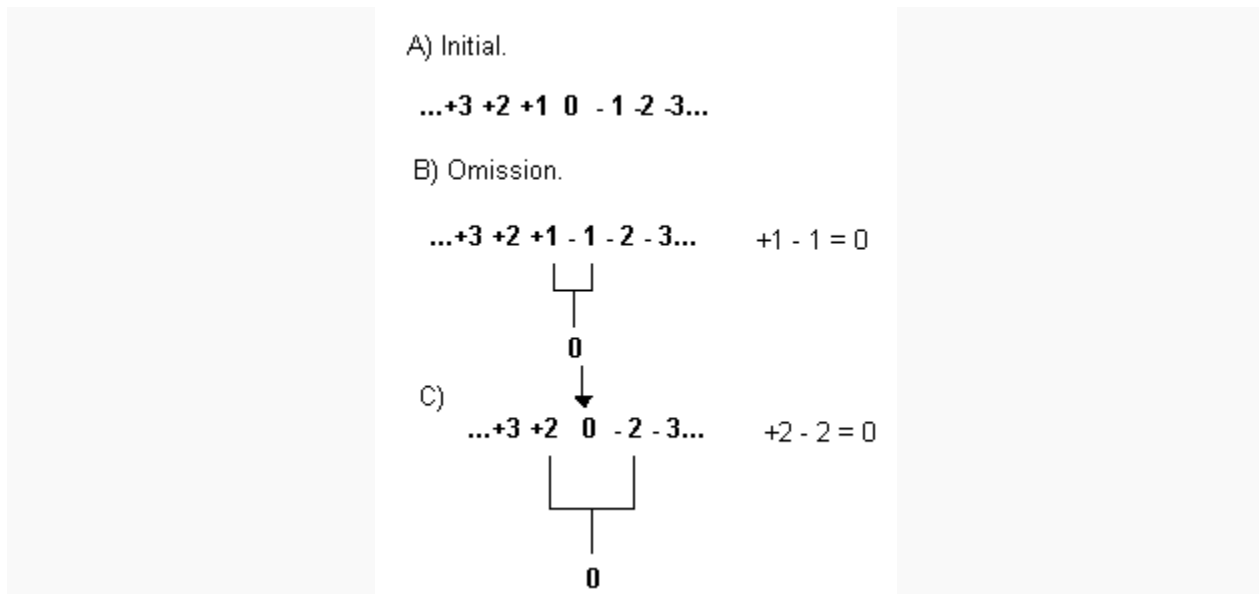 A) Initial.
...+3 +2 +1 0 - 1 -2 -3...
B) Omission.
...+3 +2 +1 - 1 - 2 - 3... +1 - 1 = 0
0
C)
...+3 +2 0 - 2 - 3... +2 - 2 = 0
0